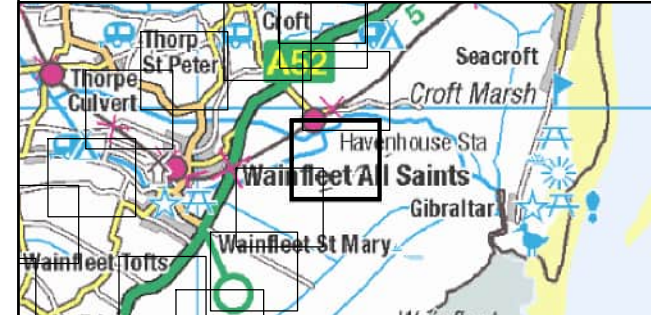 Croft
5
Thorp
St Peter
A52
Seacroft
Thorpe
Culvert
Croft Marsh
Havenhouse Sta
Wainfleet All Saints
Gibraltar
Wainfleet St Mary
Wainfleet Tofts